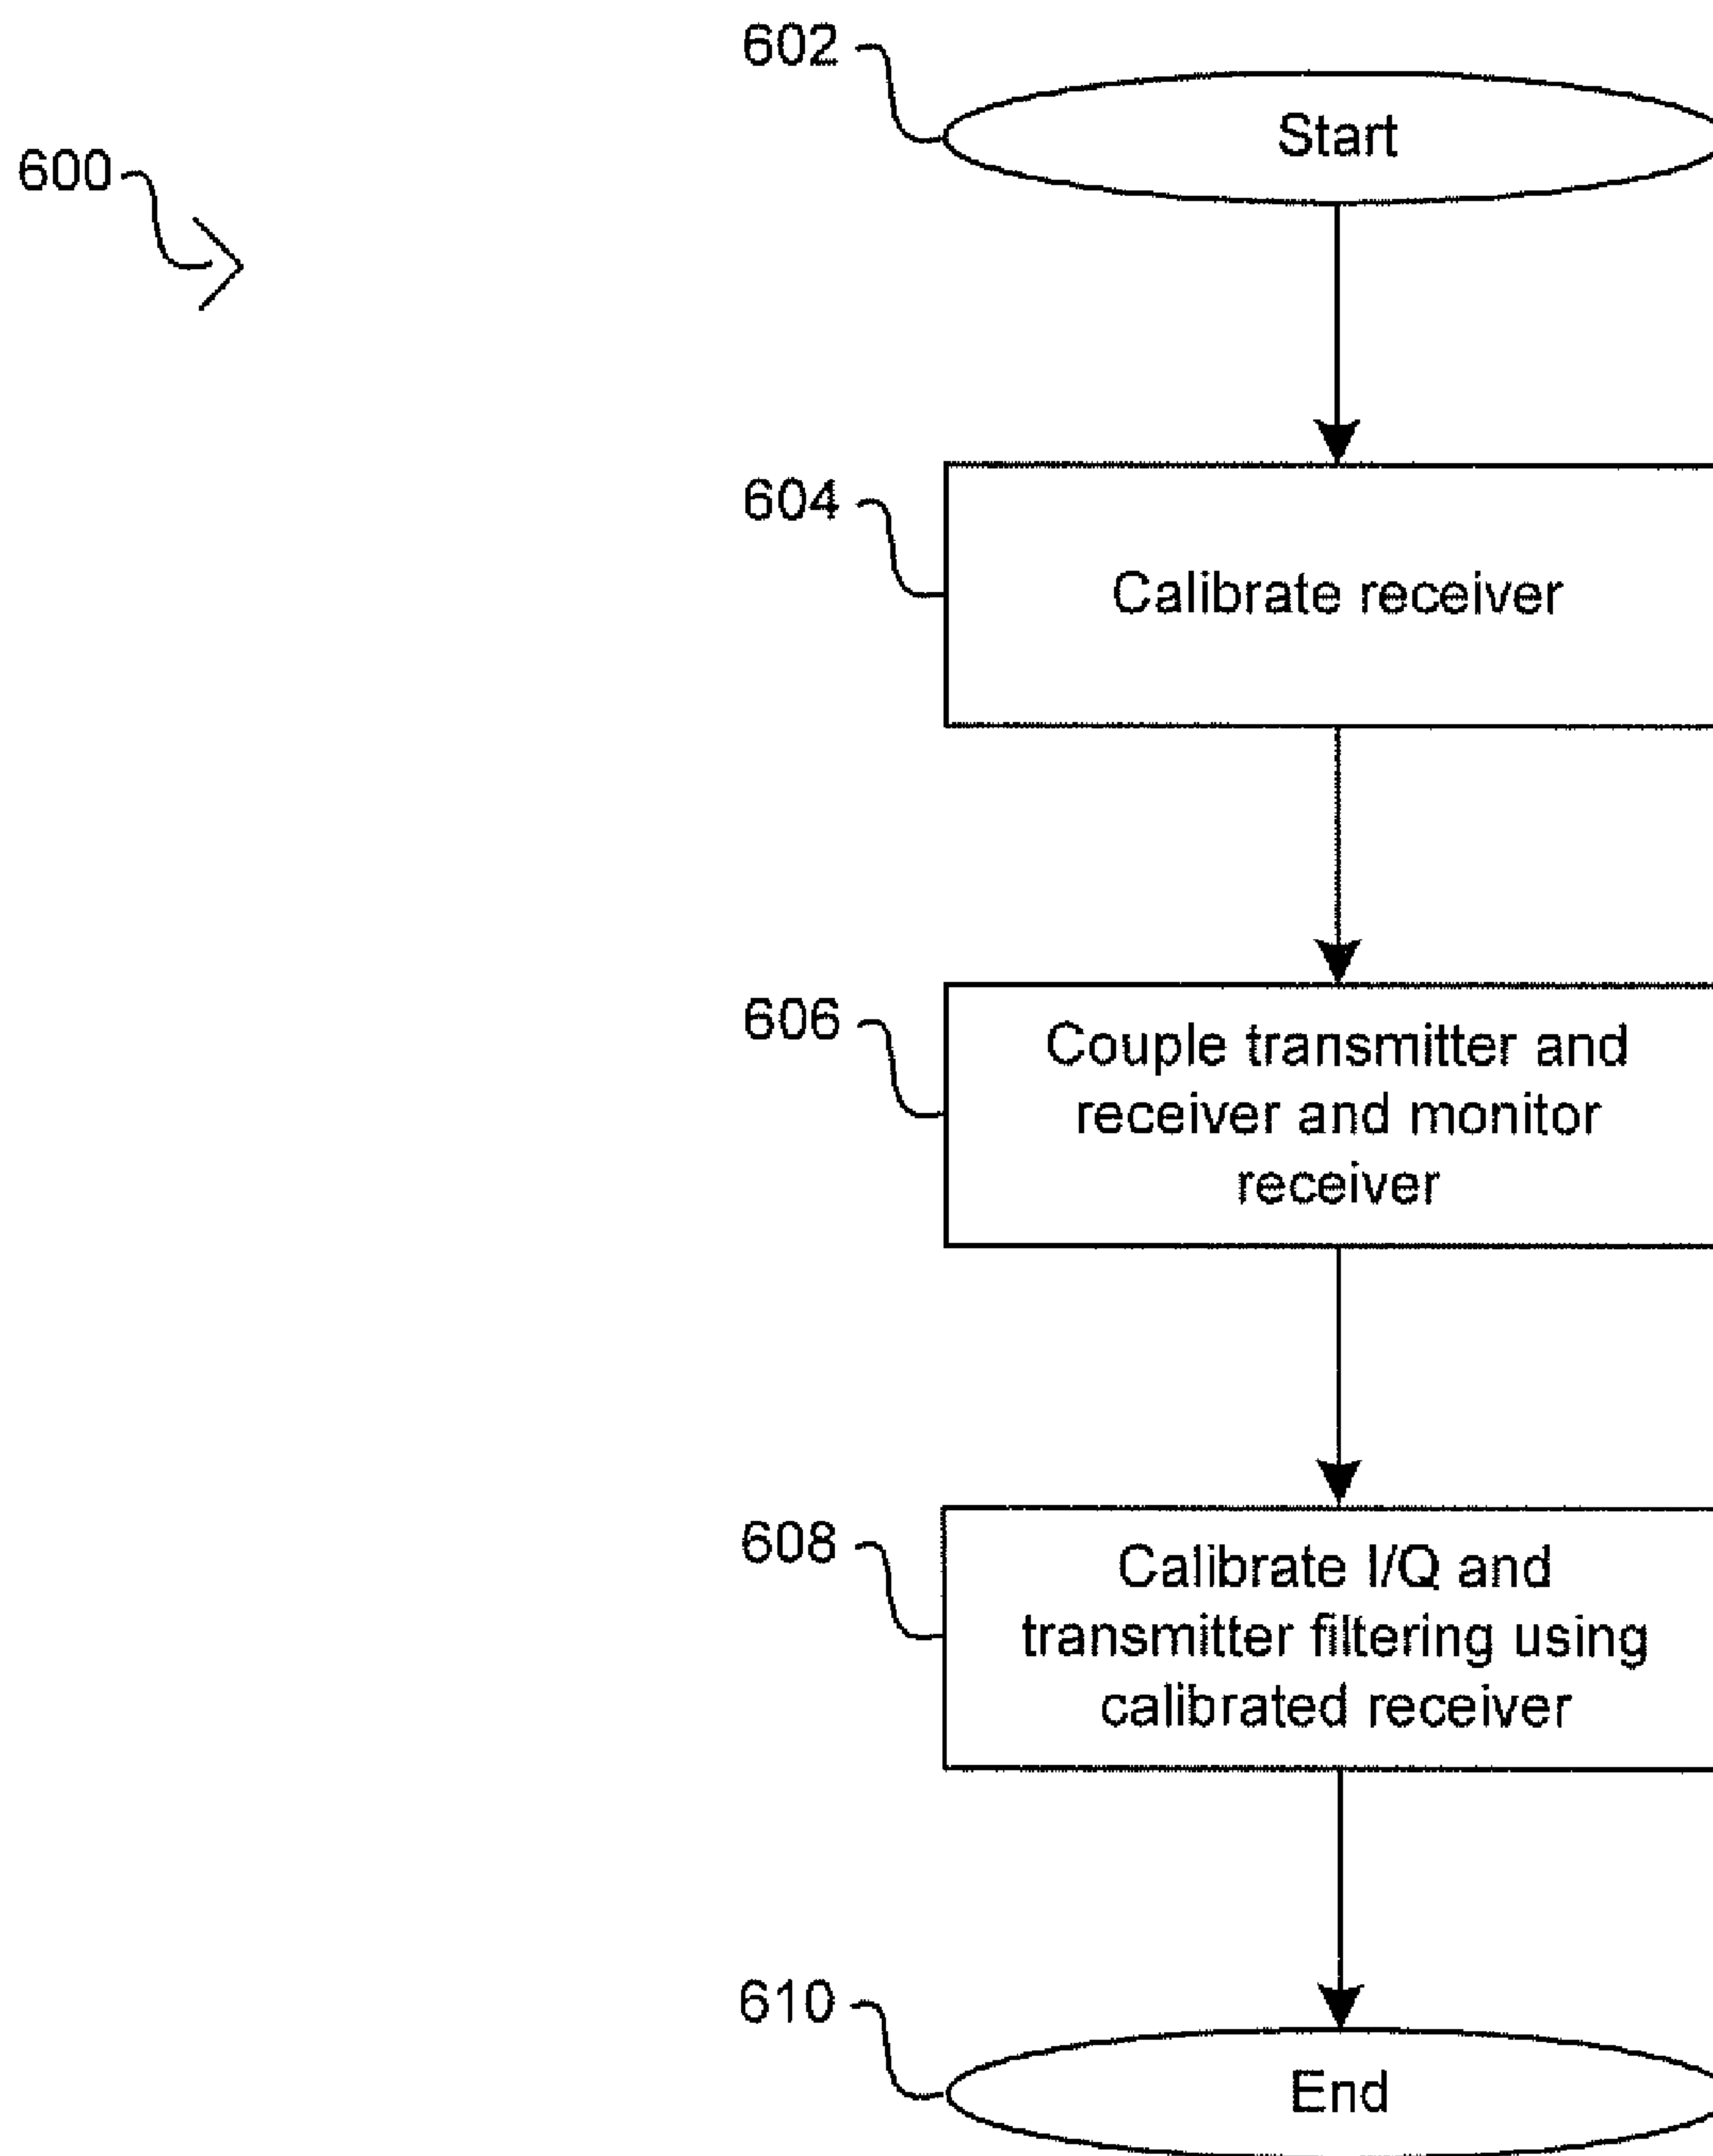 602
Start
600
604
Calibrate receiver
606
Couple transmitter and
receiver and monitor
receiver
608
Calibrate I/Q and
transmitter filtering using
calibrated receiver
610
End